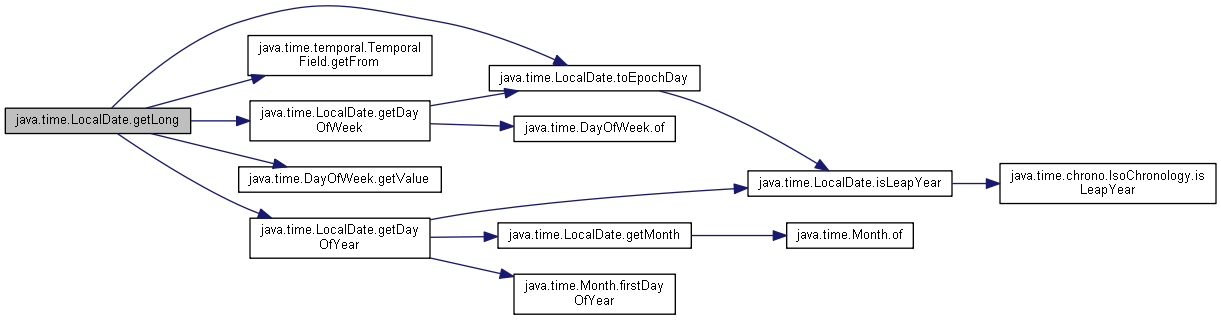 java.time.LocalDate.getLong
java.time.temporal.Temporal
Field.getFrom
java.time.LocalDate.toEpochDay
java.time.LocalDate.getDay
OfWeek
java.time.DayOfWeek.of
java.time.DayOfWeek.getValue
java.time.LocalDate.isLeapYear
java.time.chrono.IsoChronology.is
LeapYear
java.time.LocalDate.getDay
OfYear
java.time.LocalDate.getMonth
java.time.Month.of
java.time.Month.firstDay
OfYear